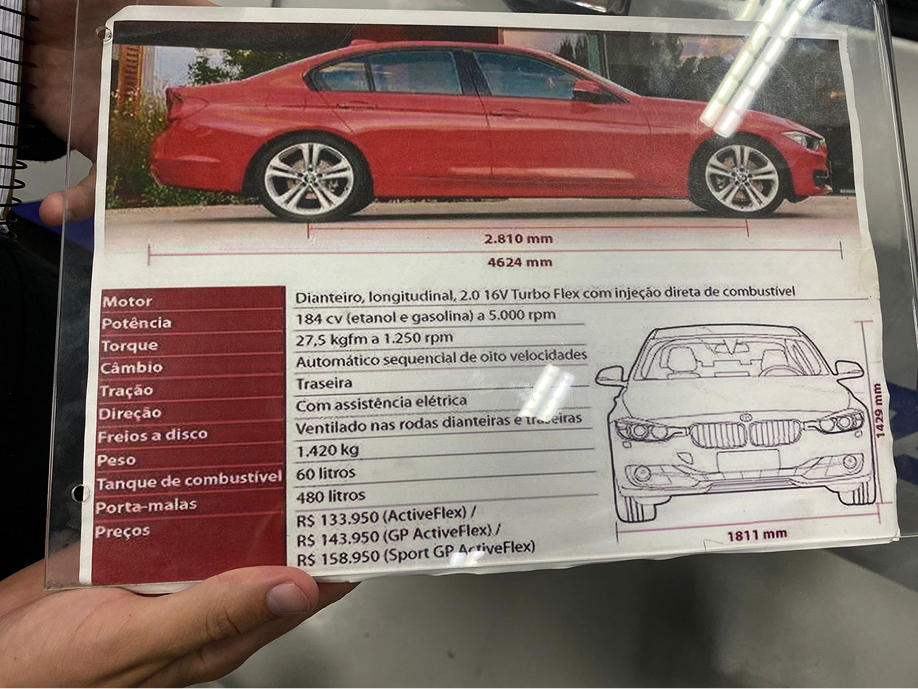 2.810 mm
4624 mm
Motor Dianteiro, longitudinal, 2.0 16V Turbo Flex com injeção direta de combustível
Potência 184 cv (etanol e gasolina) a 5.000 rpm
Torque 27,5 kgfm a 1.250 rpm
Câmbio Automático sequencial de oito velocidades
Tração Traseira
Direção Com assistência elétrica
Freios a disco Ventilado nas rodas dianteiras e traseiras
Peso 1.420 kg
Tanque de combustível 60 litros
Porta-malas 480 litros
Preços R$ 133.950 (ActiveFlex) /
R$ 143.950 (GP ActiveFlex) /
R$ 158.950 (Sport GP ActiveFlex)
1429 mm
1811 mm